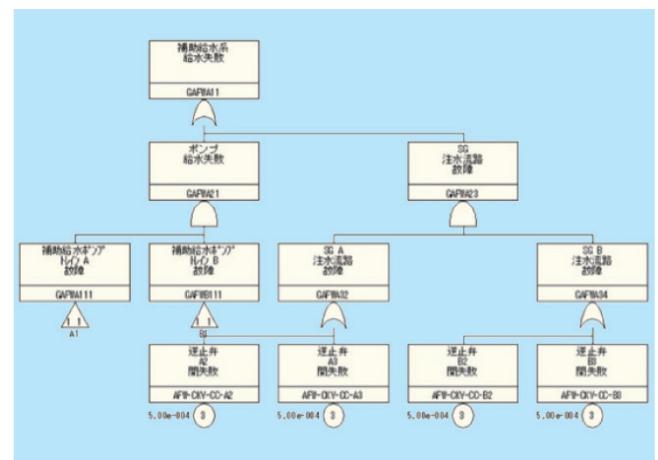 補助給水系
給水失敗
GAFWA11
ポンプ
給水失敗
GAFWA21
SG
注水流路
故障
GAFWA23
補助給水ポンプ
トレイン A
故障
GAFWA111
1 1
A1
補助給水ポンプ
トレイン B
故障
GAFWB111
1 1
B1
SG A
注水流路
故障
GAFWA32
SG B
注水流路
故障
GAFWA34
逆止弁
A2
開失敗
AFW-CKV-CC-A2
5.00e-004 3
逆止弁
A3
開失敗
AFW-CKV-CC-A3
5.00e-004 3
逆止弁
B2
開失敗
AFW-CKV-CC-B2
5.00e-004 3
逆止弁
B3
開失敗
AFW-CKV-CC-B3
5.00e-004 3